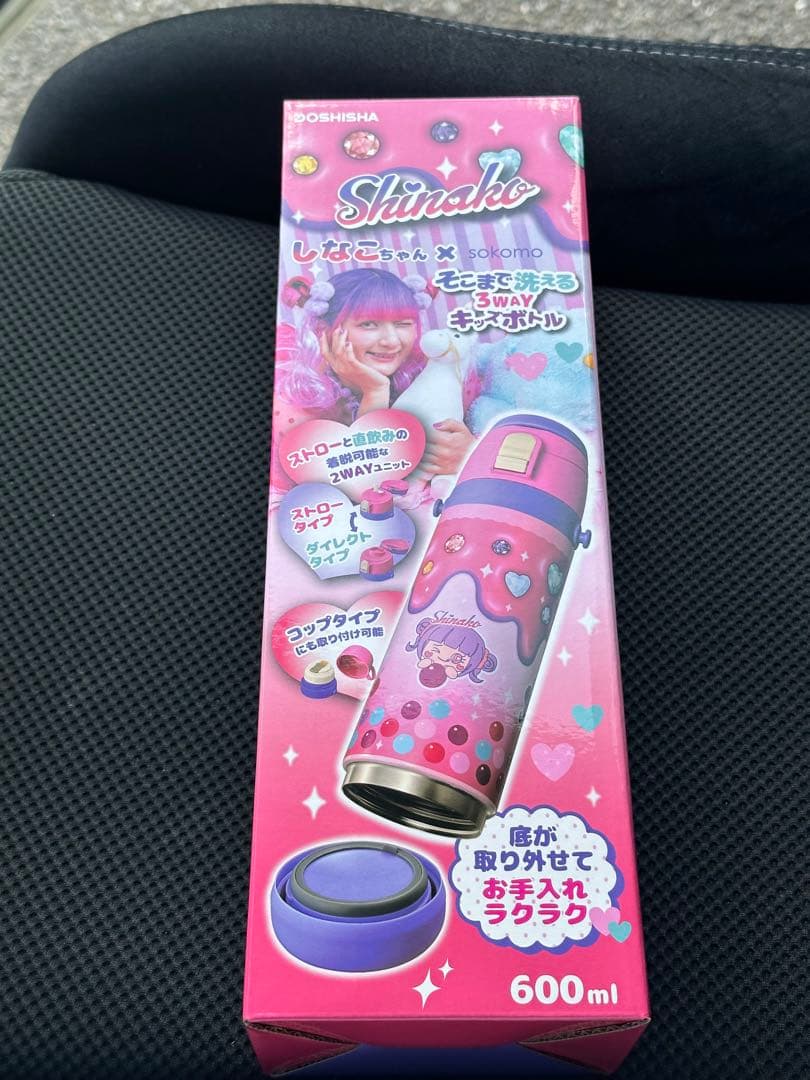 DOSHISHA
Shinako
しなこちゃん × sokomo
そこまで洗える
3WAY
キッズボトル
ストローと直飲みの
着脱可能な
2WAYユニット
ストロー
タイプ
ダイレクト
タイプ
コップタイプ
にも取り付け可能
Shinako
底が
取り外せて
お手入れ
ラクラク
600ml